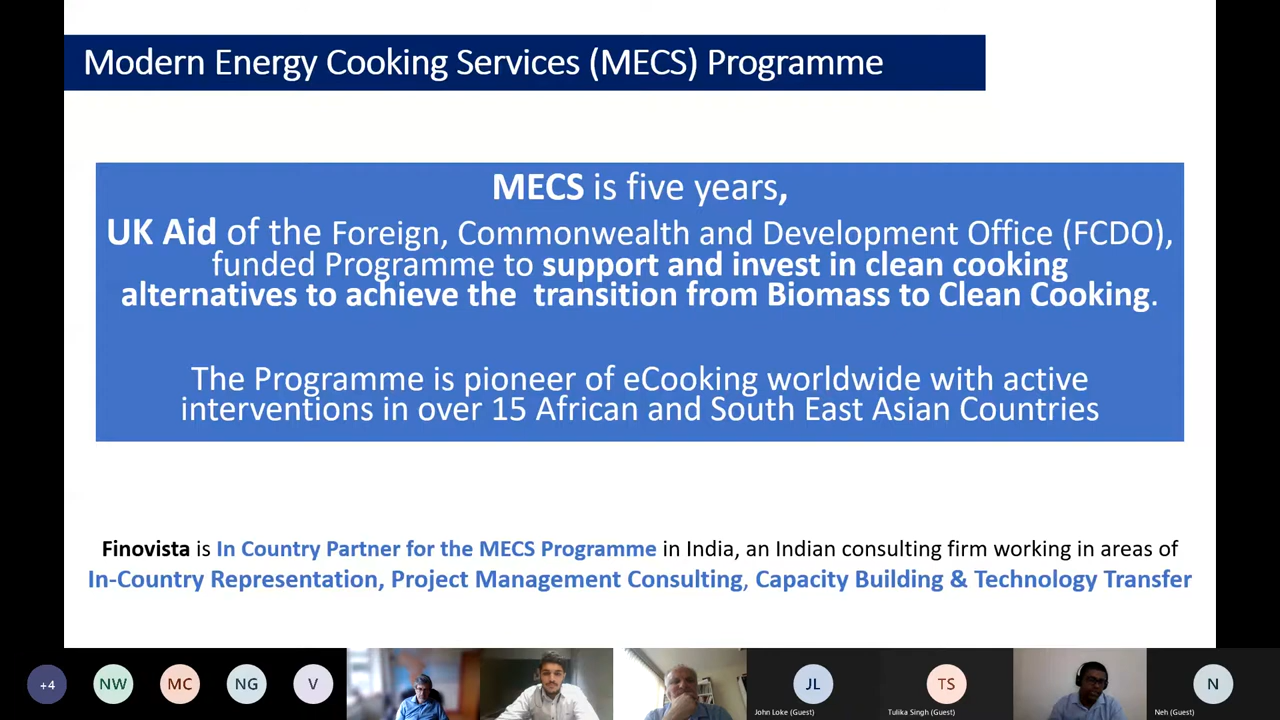 Modern Energy Cooking Services (MECS) Programme
MECS is five years,
UK Aid of the Foreign, Commonwealth and Development Office (FCDO),
funded Programme to support and invest in clean cooking
alternatives to achieve the transition from Biomass to Clean Cooking.
The Programme is pioneer of eCooking worldwide with active
interventions in over 15 African and South East Asian Countries
Finovista is In Country Partner for the MECS Programme in India, an Indian consulting firm working in areas of
In-Country Representation, Project Management Consulting, Capacity Building & Technology Transfer
+4
NW
MC
NG
V
JL
TS
N
John Loke (Guest)
Tulika Singh (Guest)
Neh (Guest)